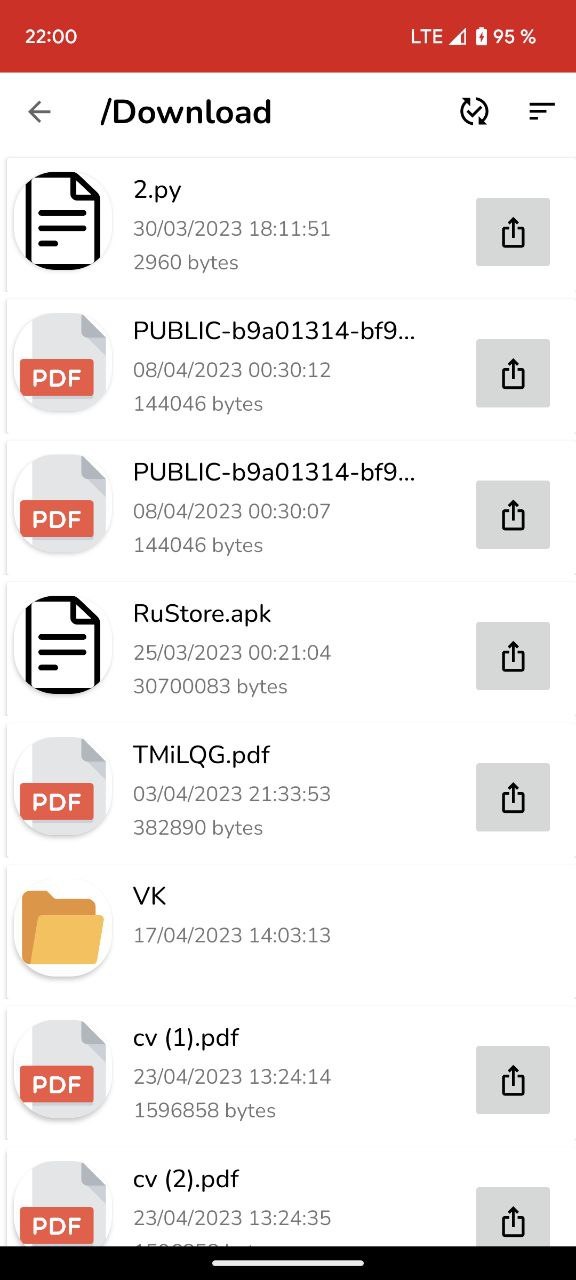 22:00 LTE 95 %
/Download
2.py
30/03/2023 18:11:51
2960 bytes
PUBLIC-b9a01314-bf9...
PDF
08/04/2023 00:30:12
144046 bytes
PUBLIC-b9a01314-bf9...
PDF
08/04/2023 00:30:07
144046 bytes
RuStore.apk
25/03/2023 00:21:04
30700083 bytes
TMiLQG.pdf
PDF
03/04/2023 21:33:53
382890 bytes
VK
17/04/2023 14:03:13
cv (1).pdf
PDF
23/04/2023 13:24:14
1596858 bytes
cv (2).pdf
PDF
23/04/2023 13:24:35